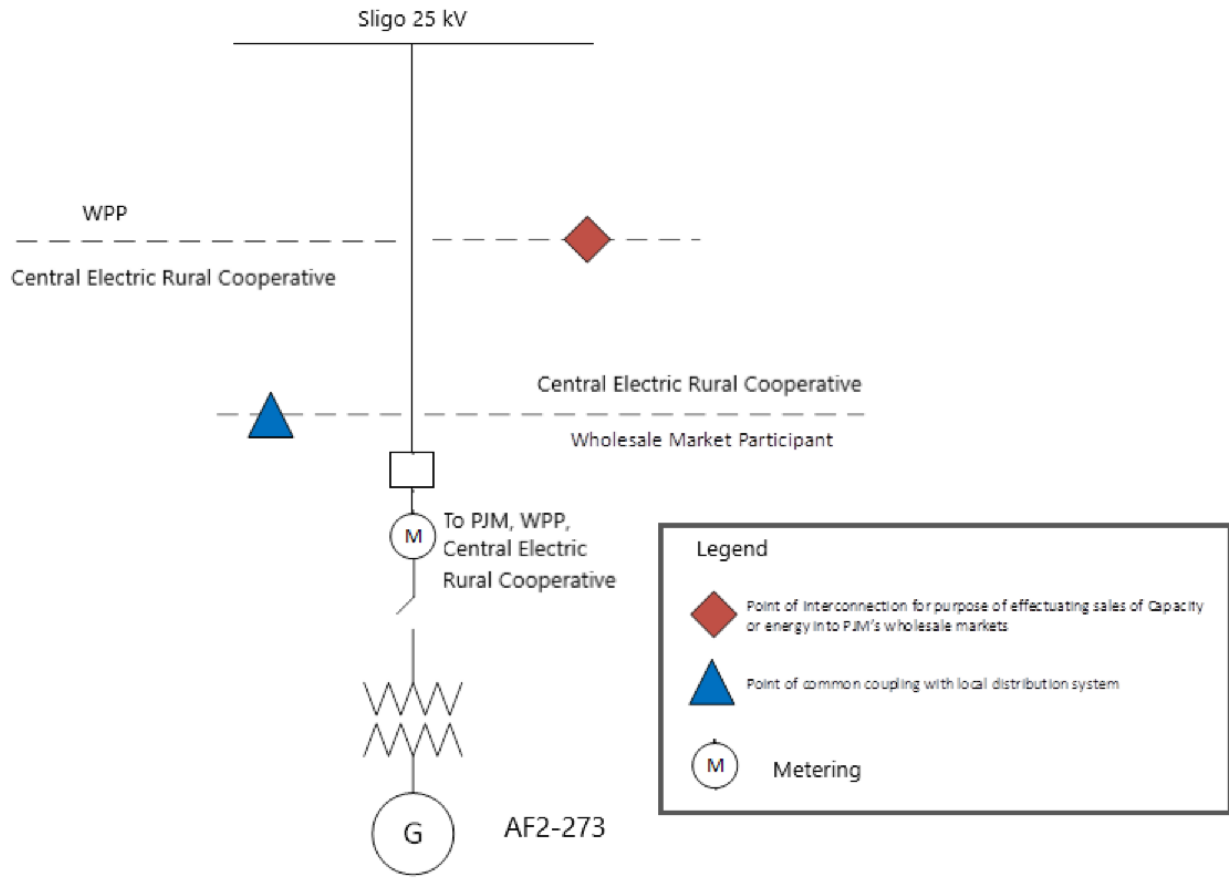 Sligo 25 kV
WPP
Central Electric Rural Cooperative
Central Electric Rural Cooperative
Wholesale Market Participant
M
To PJM, WPP,
Central Electric
Rural Cooperative
G
AF2-273
Legend
Point of Interconnection for purpose of effectuating sales of Capacity
or energy into PJM's wholesale markets
Point of common coupling with local distribution system
M
Metering